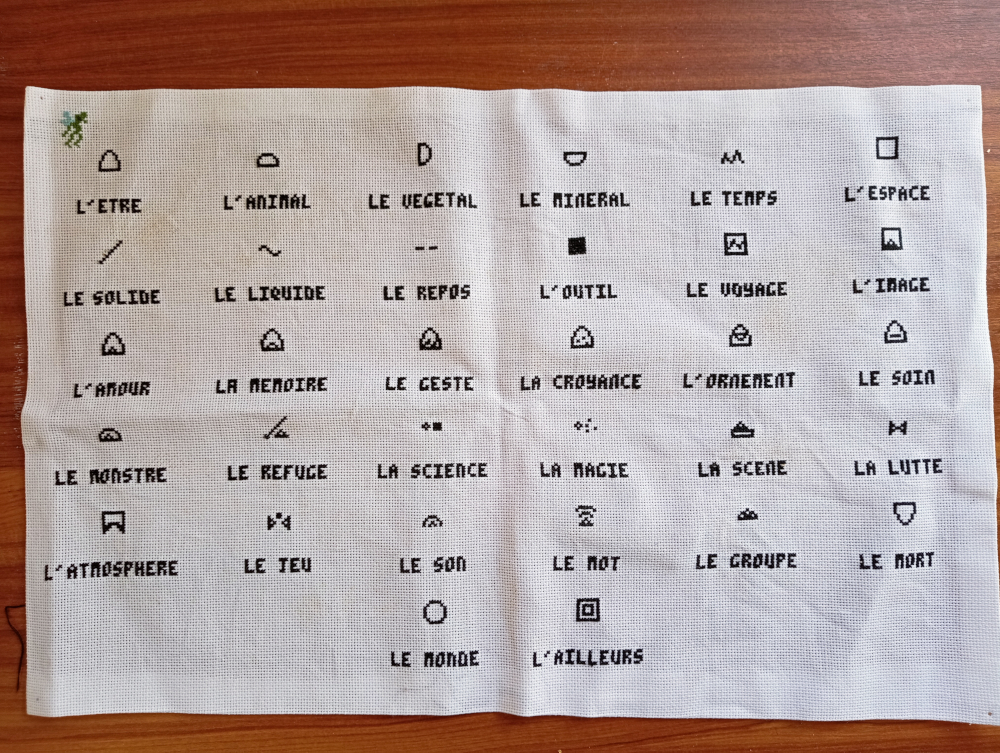 L'ETRE L'ANIMAL LE VEGETAL LE MINERAL LE TEMPS L'ESPACE
LE SOLIDE LE LIQUIDE LE REPOS L'OUTIL LE VOYAGE L'IMAGE
L'AMOUR LA MEMOIRE LE GESTE LA CROYANCE L'ORNEMENT LE SOIN
LE MONSTRE LE REFUGE LA SCIENCE LA MAGIE LA SCENE LA LUTTE
L'ATMOSPHERE LE JEU LE SON LE MOT LE GROUPE LE MORT
LE MONDE L'AILLEURS